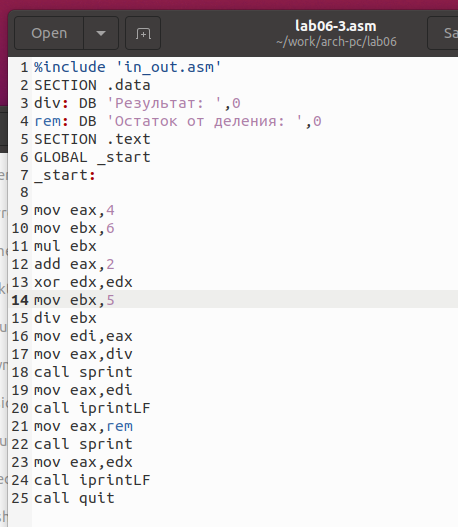 Open
lab06-3.asm
~/work/arch-pc/lab06
Sa
1 %include 'in_out.asm'
2 SECTION .data
3 div: DB 'Результат: ',0
4 rem: DB 'Остаток от деления: ',0
5 SECTION .text
6 GLOBAL _start
7 _start:
8
9 mov eax,4
10 mov ebx,6
11 mul ebx
12 add eax,2
13 xor edx,edx
14 mov ebx,5
15 div ebx
16 mov edi,eax
17 mov eax,div
18 call sprint
19 mov eax,edi
20 call iprintLF
21 mov eax,rem
22 call sprint
23 mov eax,edx
24 call iprintLF
25 call quit